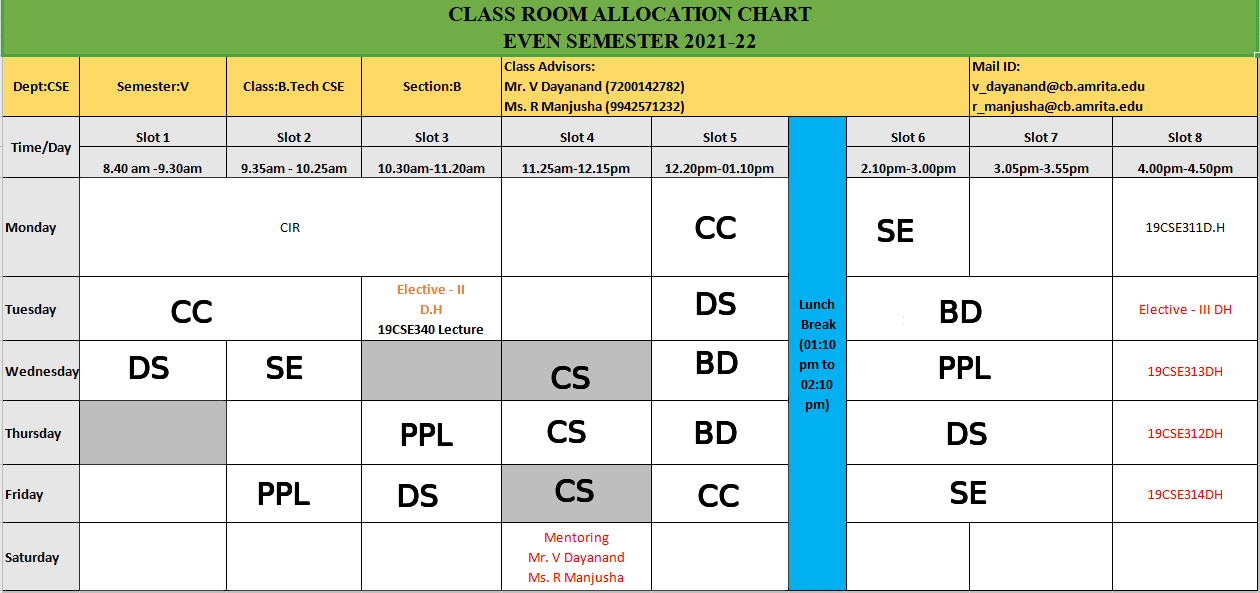 CLASS ROOM ALLOCATION CHART
EVEN SEMESTER 2021-22
Dept:CSE Semester:V Class:B.Tech CSE Section:B
Class Advisors:
Mr. V Dayanand (7200142782)
Ms. R Manjusha (9942571232)
Mail ID:
v_dayanand@cb.amrita.edu
r_manjusha@cb.amrita.edu
Time/Day
Slot 1 Slot 2 Slot 3 Slot 4 Slot 5 Slot 6 Slot 7 Slot 8
8.40 am -9.30am 9.35am - 10.25am 10.30am-11.20am 11.25am-12.15pm 12.20pm-01.10pm 2.10pm-3.00pm 3.05pm-3.55pm 4.00pm-4.50pm
Lunch
Break
(01:10
pm to
02:10
pm)
Monday CIR CC SE 19CSE311D.H
Tuesday CC
Elective - II
D.H
19CSE340 Lecture
DS BD Elective - III DH
Wednesday DS SE CS BD PPL 19CSE313DH
Thursday PPL CS BD DS 19CSE312DH
Friday PPL DS CS CC SE 19CSE314DH
Saturday
Mentoring
Mr. V Dayanand
Ms. R Manjusha